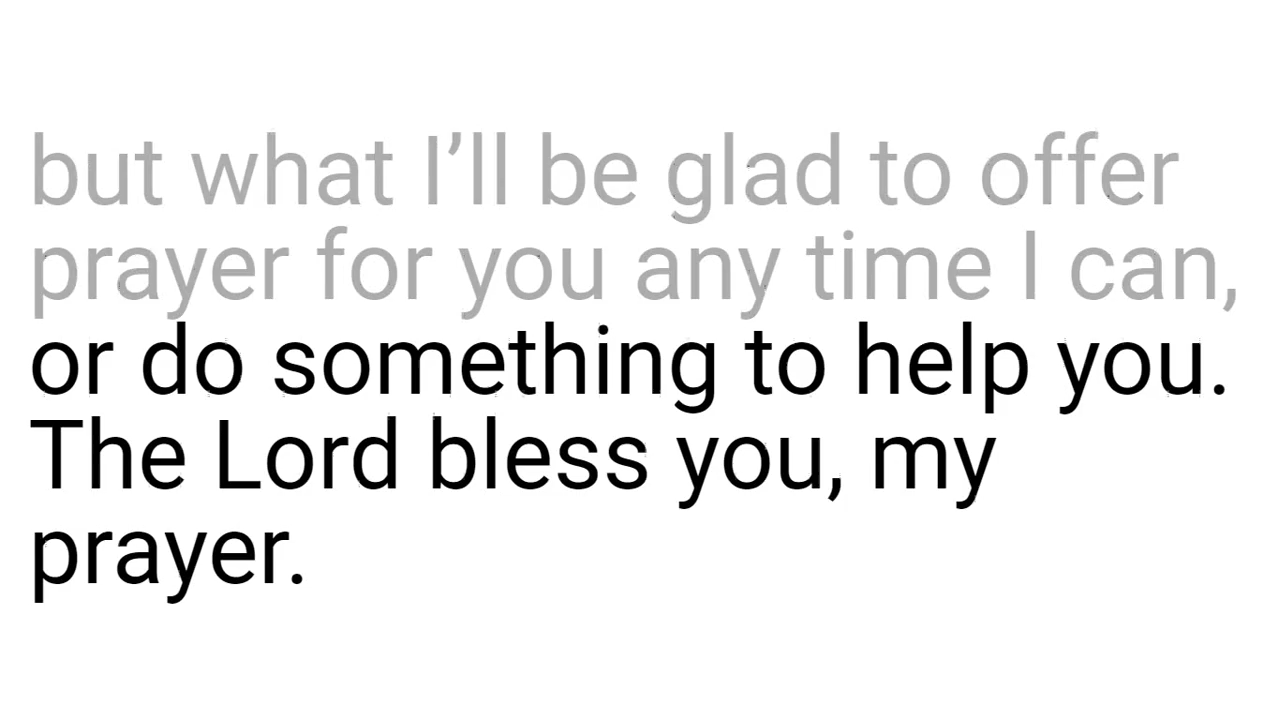 but what I’ll be glad to offer
prayer for you any time I can,
or do something to help you.
The Lord bless you, my
prayer.